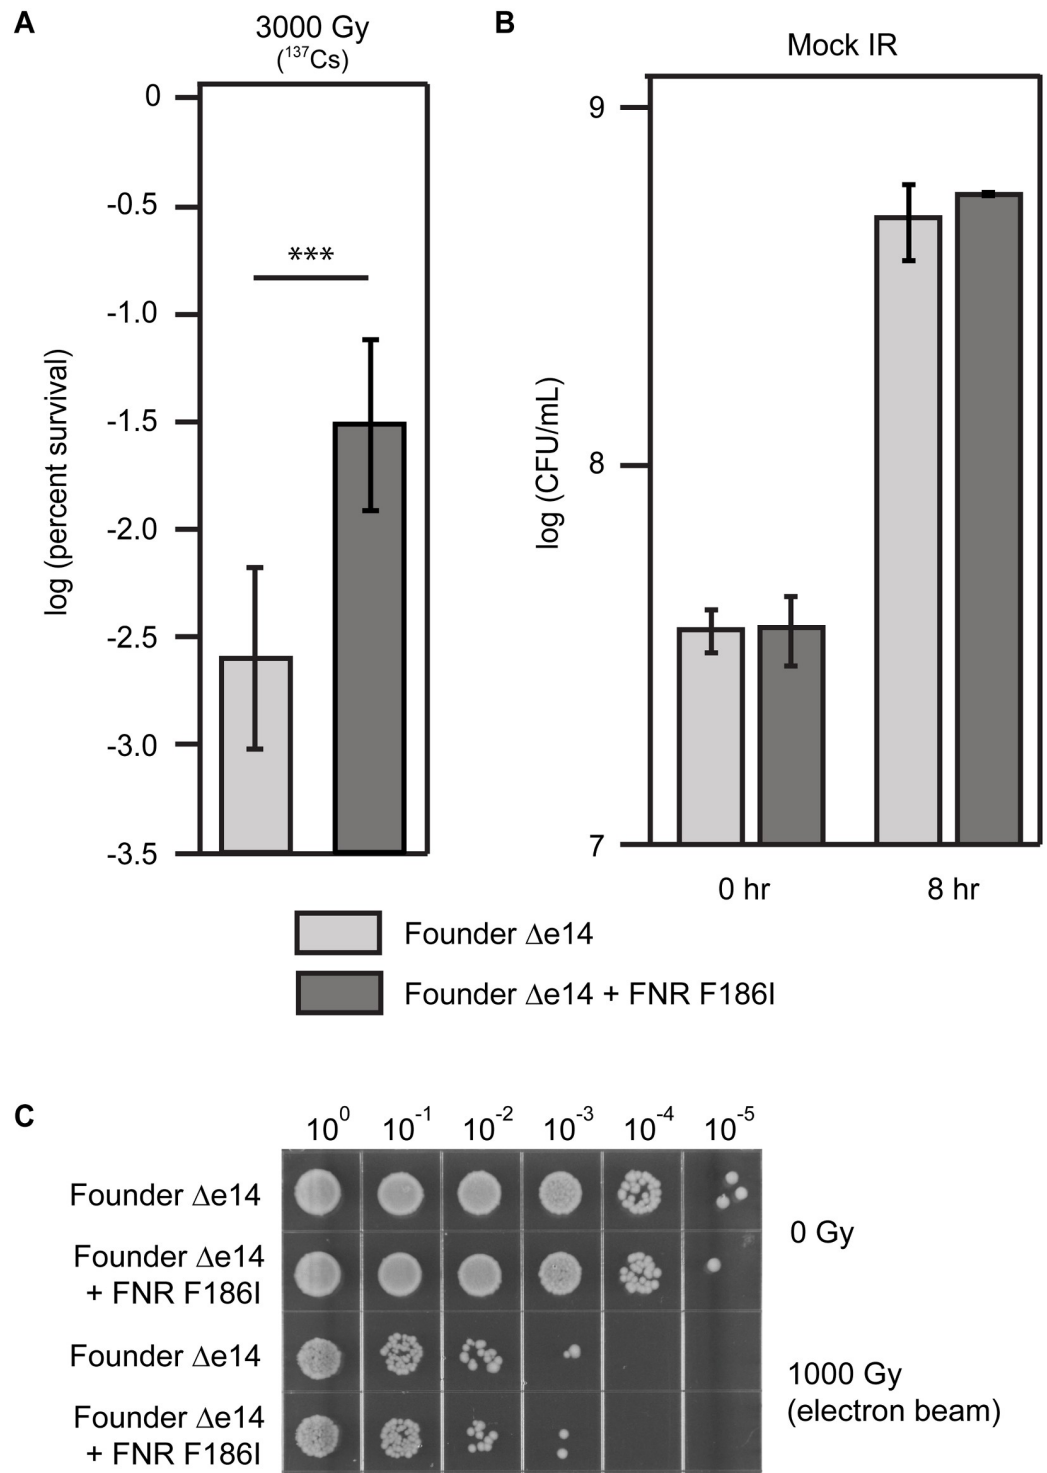 A
3000 Gy
(¹³⁷Cs)
0
-0.5
-1.0
-1.5
-2.0
-2.5
-3.0
-3.5
log (percent survival)
***
B
Mock IR
9
8
7
log (CFU/mL)
0 hr
8 hr
Founder Δe14
Founder Δe14 + FNR F186I
C
10⁰ 10⁻¹ 10⁻² 10⁻³ 10⁻⁴ 10⁻⁵
Founder Δe14
Founder Δe14
+ FNR F186I
0 Gy
Founder Δe14
Founder Δe14
+ FNR F186I
1000 Gy
(electron beam)